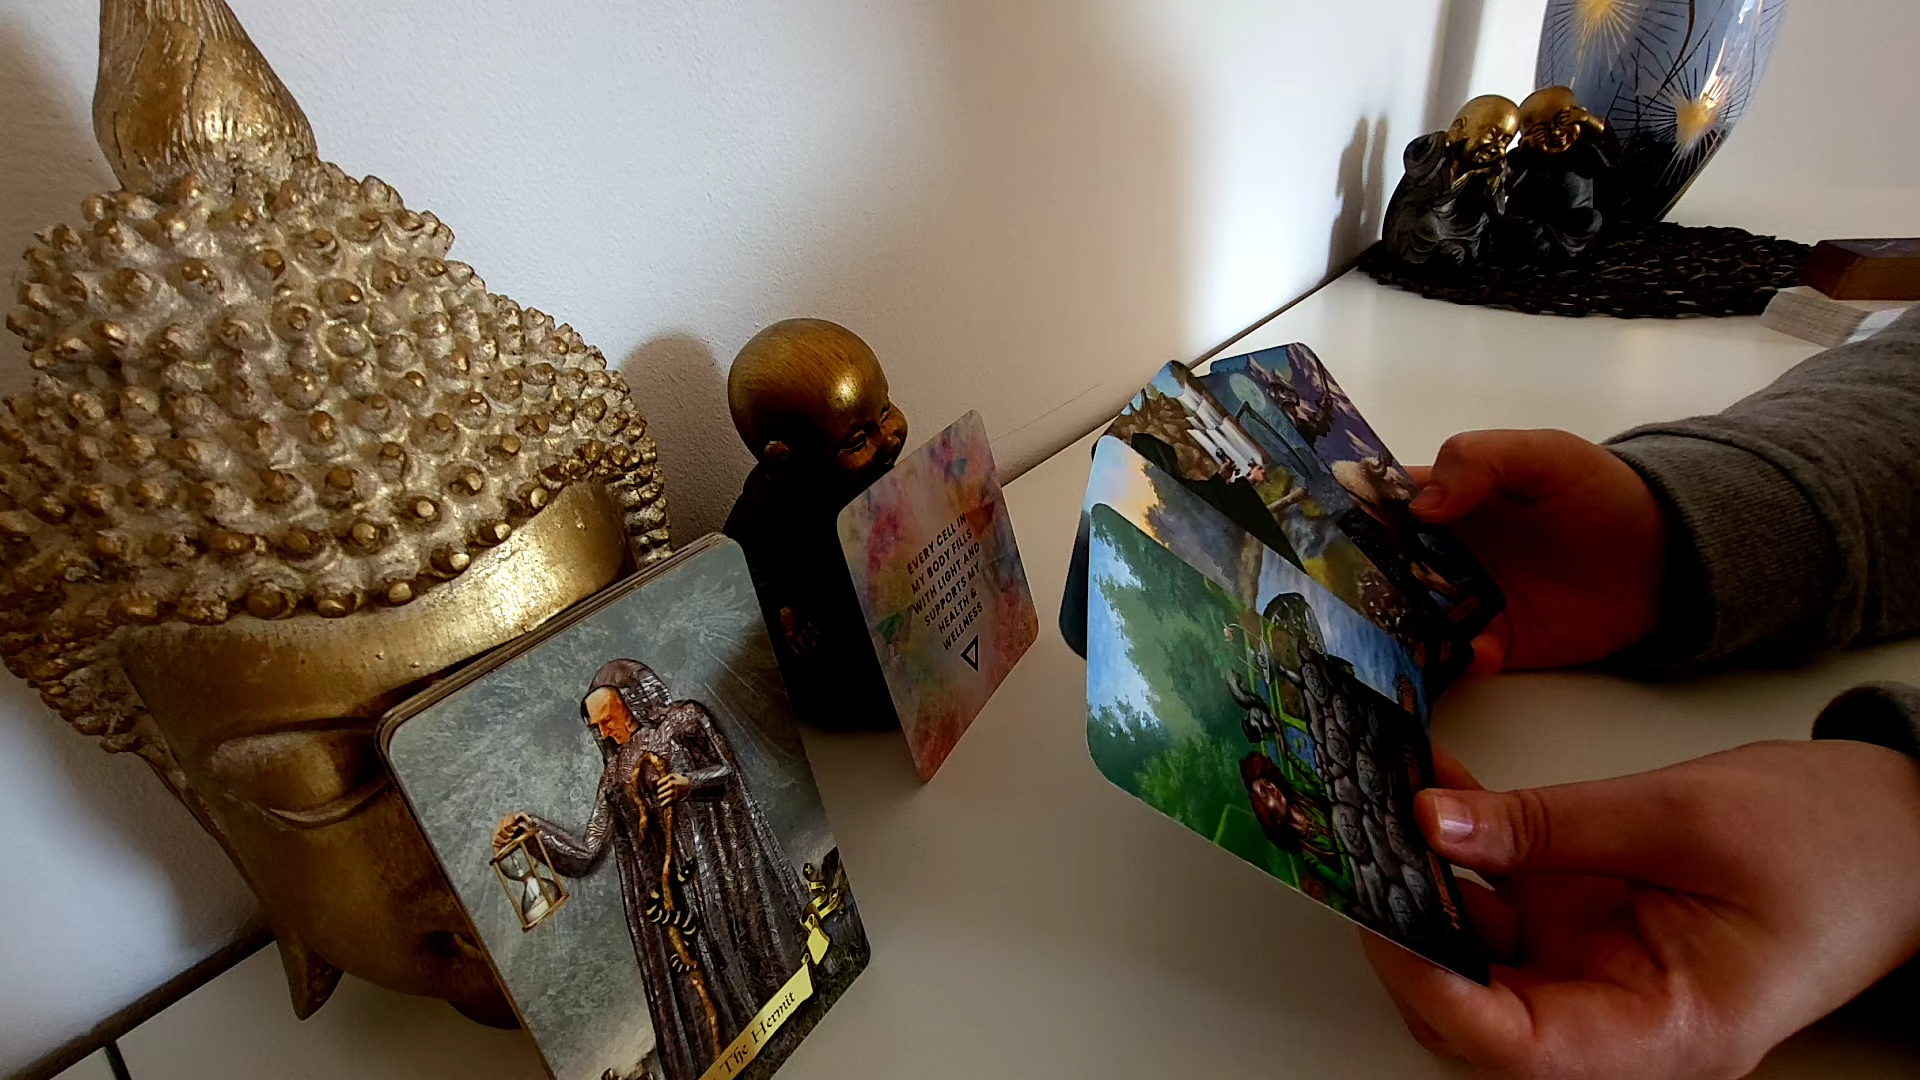 The Hermit
EVERY CELL IN
MY BODY FILLS
WITH LIGHT AND
SUPPORTS MY
HEALTH &
WELLNESS